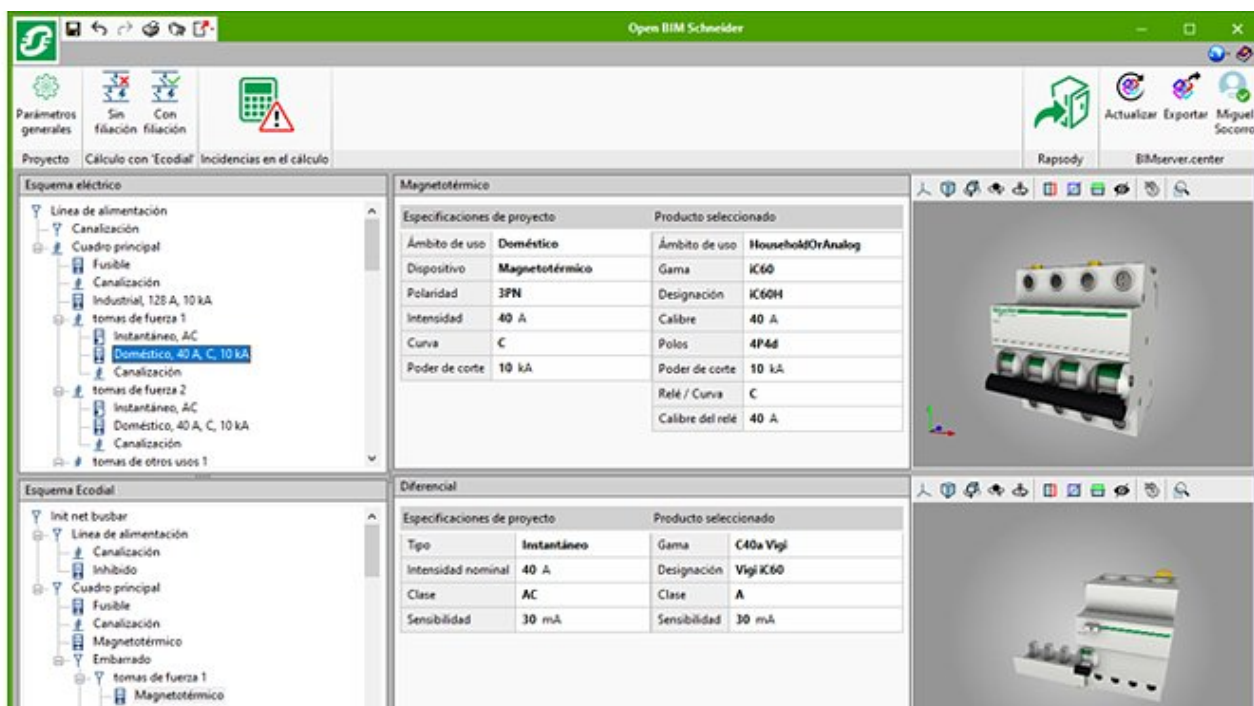 Open BIM Schneider
Parámetros generales
Sin filiación
Con filiación
Actualizar
Exportar
Miguel Socorro
Proyecto
Cálculo con 'Ecodial'
Incidencias en el cálculo
Rapsody
BIMserver.center
Esquema eléctrico
Línea de alimentación
Canalización
Cuadro principal
Fusible
Canalización
Industrial, 128 A, 10 kA
tomas de fuerza 1
Instantáneo, AC
Doméstico, 40 A, C, 10 kA
Canalización
tomas de fuerza 2
Instantáneo, AC
Doméstico, 40 A, C, 10 kA
Canalización
tomas de otros usos 1
Magnetotérmico
Especificaciones de proyecto
Ámbito de uso Doméstico
Dispositivo Magnetotérmico
Polaridad 3PN
Intensidad 40 A
Curva C
Poder de corte 10 kA
Producto seleccionado
Ámbito de uso HouseholdOrAnalog
Gama iC60
Designación iC60H
Calibre 40 A
Polos 4P4d
Poder de corte 10 kA
Relé / Curva C
Calibre del relé 40 A
Esquema Ecodial
Init net busbar
Línea de alimentación
Canalización
Inhibido
Cuadro principal
Fusible
Canalización
Magnetotérmico
Embarrado
tomas de fuerza 1
Magnetotérmico
Diferencial
Especificaciones de proyecto
Tipo Instantáneo
Intensidad nominal 40 A
Clase AC
Sensibilidad 30 mA
Producto seleccionado
Gama C40a Vigi
Designación Vigi iC60
Clase A
Sensibilidad 30 mA